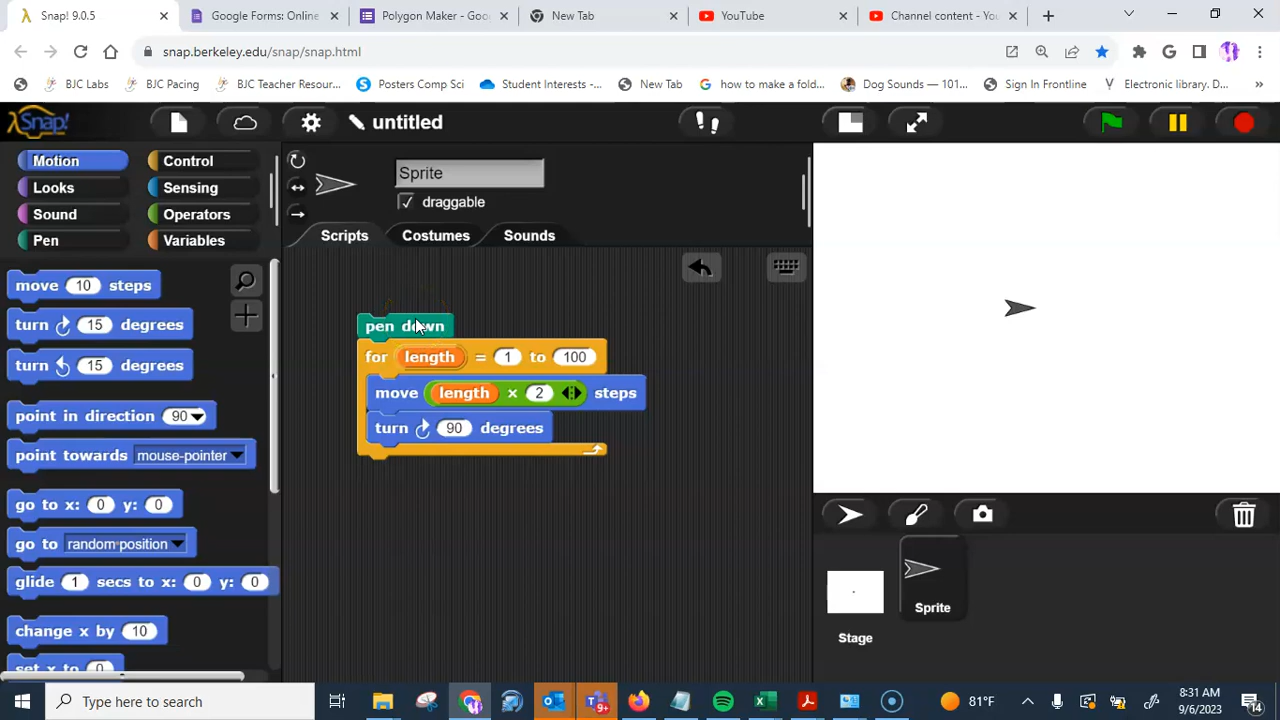 Snap! 9.0.5
Google Forms: Online
Polygon Maker - Goo
New Tab
YouTube
Channel content - You
snap.berkeley.edu/snap/snap.html
BJC Labs
BJC Pacing
BJC Teacher Resour...
Posters Comp Sci
Student Interests -...
New Tab
how to make a fold...
Dog Sounds — 101...
Sign In Frontline
Electronic library. D...
Snap!
untitled
Motion
Control
Looks
Sensing
Sound
Operators
Pen
Variables
Sprite
draggable
Scripts
Costumes
Sounds
move 10 steps
turn 15 degrees
turn 15 degrees
point in direction 90
point towards mouse-pointer
go to x: 0 y: 0
go to random position
glide 1 secs to x: 0 y: 0
change x by 10
set x to 0
pen down
for length = 1 to 100
move length × 2 steps
turn 90 degrees
Stage
Sprite
Type here to search
9+
81°F
8:31 AM
9/6/2023
14